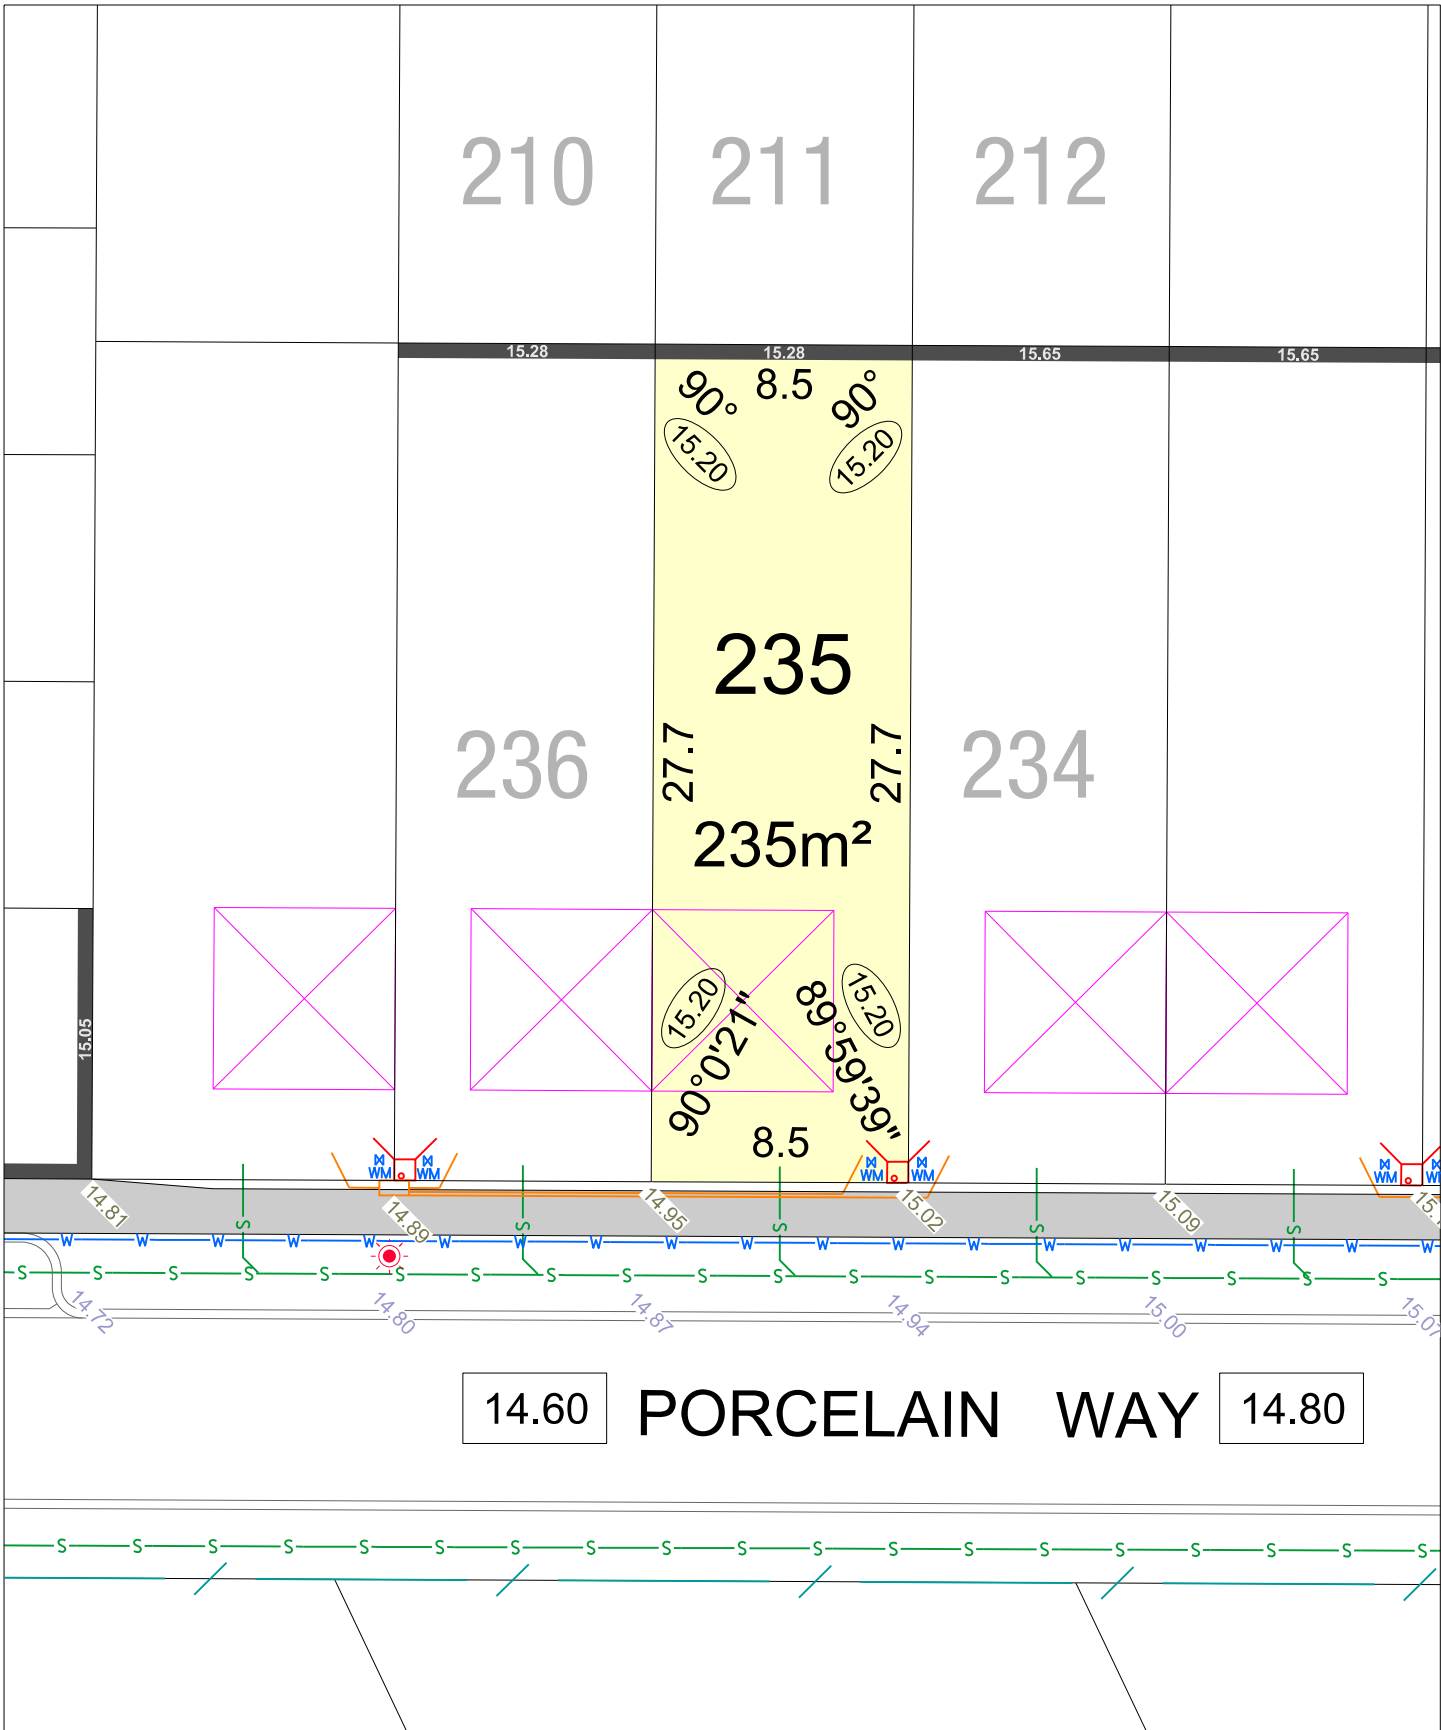 210 211 212
15.28 15.28 15.65 15.65
90° 8.5 90°
15.20 15.20
235
27.7 27.7
236 234
235m²
15.20 15.20
90°0'21" 89°59'39"
15.05
8.5
WM WM WM WM WM WM
14.81 14.89 14.95 15.02 15.09
S S S S S
W W W W W W W W W W W W W W W W W W W
S S S S S S S S S S S S S S S S S S S
14.72 14.80 14.87 14.94 15.00 15.07
14.60 PORCELAIN WAY 14.80
S S S S S S S S S S S S S S S S S S S